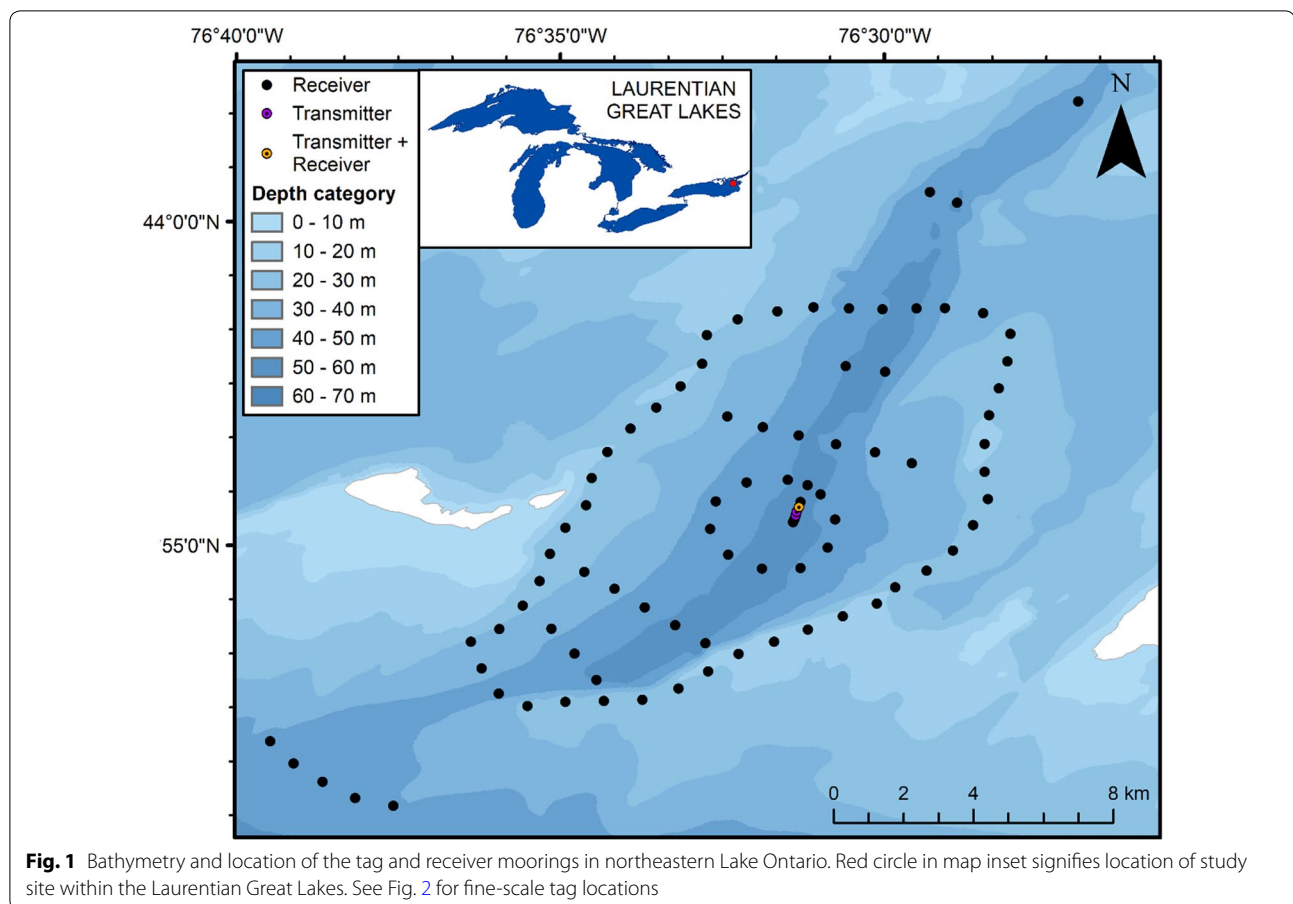 76°40'0"W 76°35'0"W 76°30'0"W
Receiver
Transmitter
Transmitter +
Receiver
Depth category
0 - 10 m
10 - 20 m
20 - 30 m
30 - 40 m
40 - 50 m
50 - 60 m
60 - 70 m
LAURENTIAN
GREAT LAKES
N
44°0'0"N
55'0"N
0 2 4 8 km
Fig. 1 Bathymetry and location of the tag and receiver moorings in northeastern Lake Ontario. Red circle in map inset signifies location of study
site within the Laurentian Great Lakes. See Fig. 2 for fine-scale tag locations